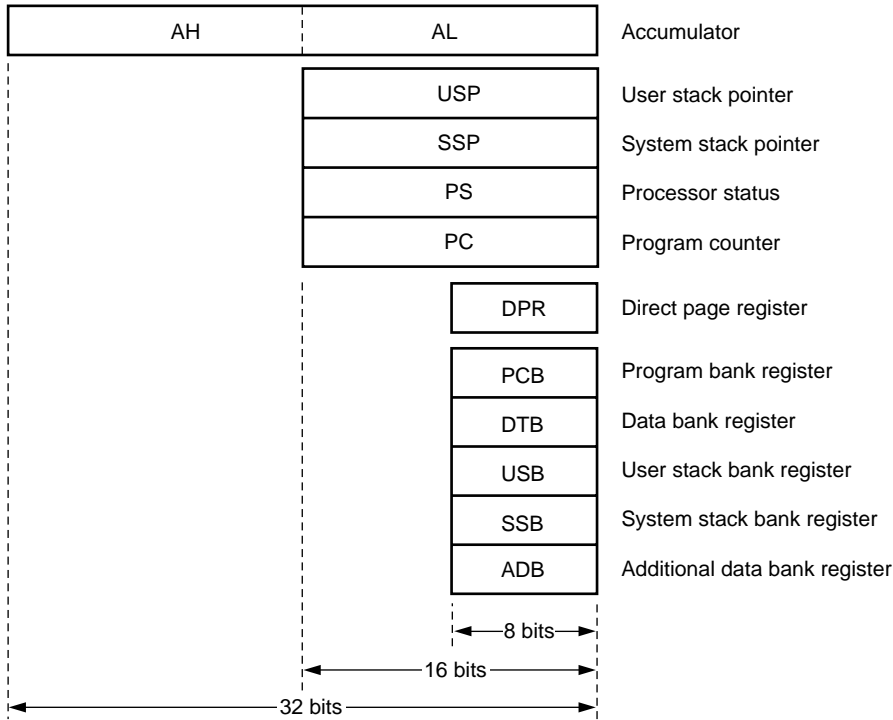 AH AL Accumulator
USP User stack pointer
SSP System stack pointer
PS Processor status
PC Program counter
DPR Direct page register
PCB Program bank register
DTB Data bank register
USB User stack bank register
SSB System stack bank register
ADB Additional data bank register
8 bits
16 bits
32 bits